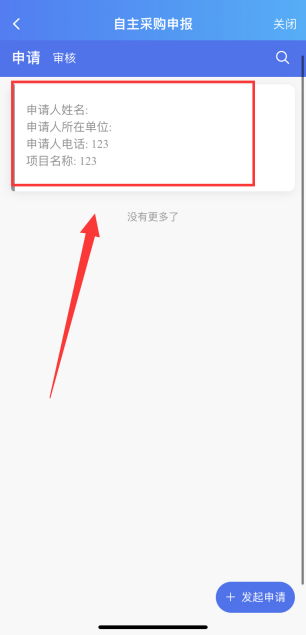 自主采购申报
关闭
申请 审核
申请人姓名:
申请人所在单位:
申请人电话: 123
项目名称: 123
没有更多了
+ 发起申请